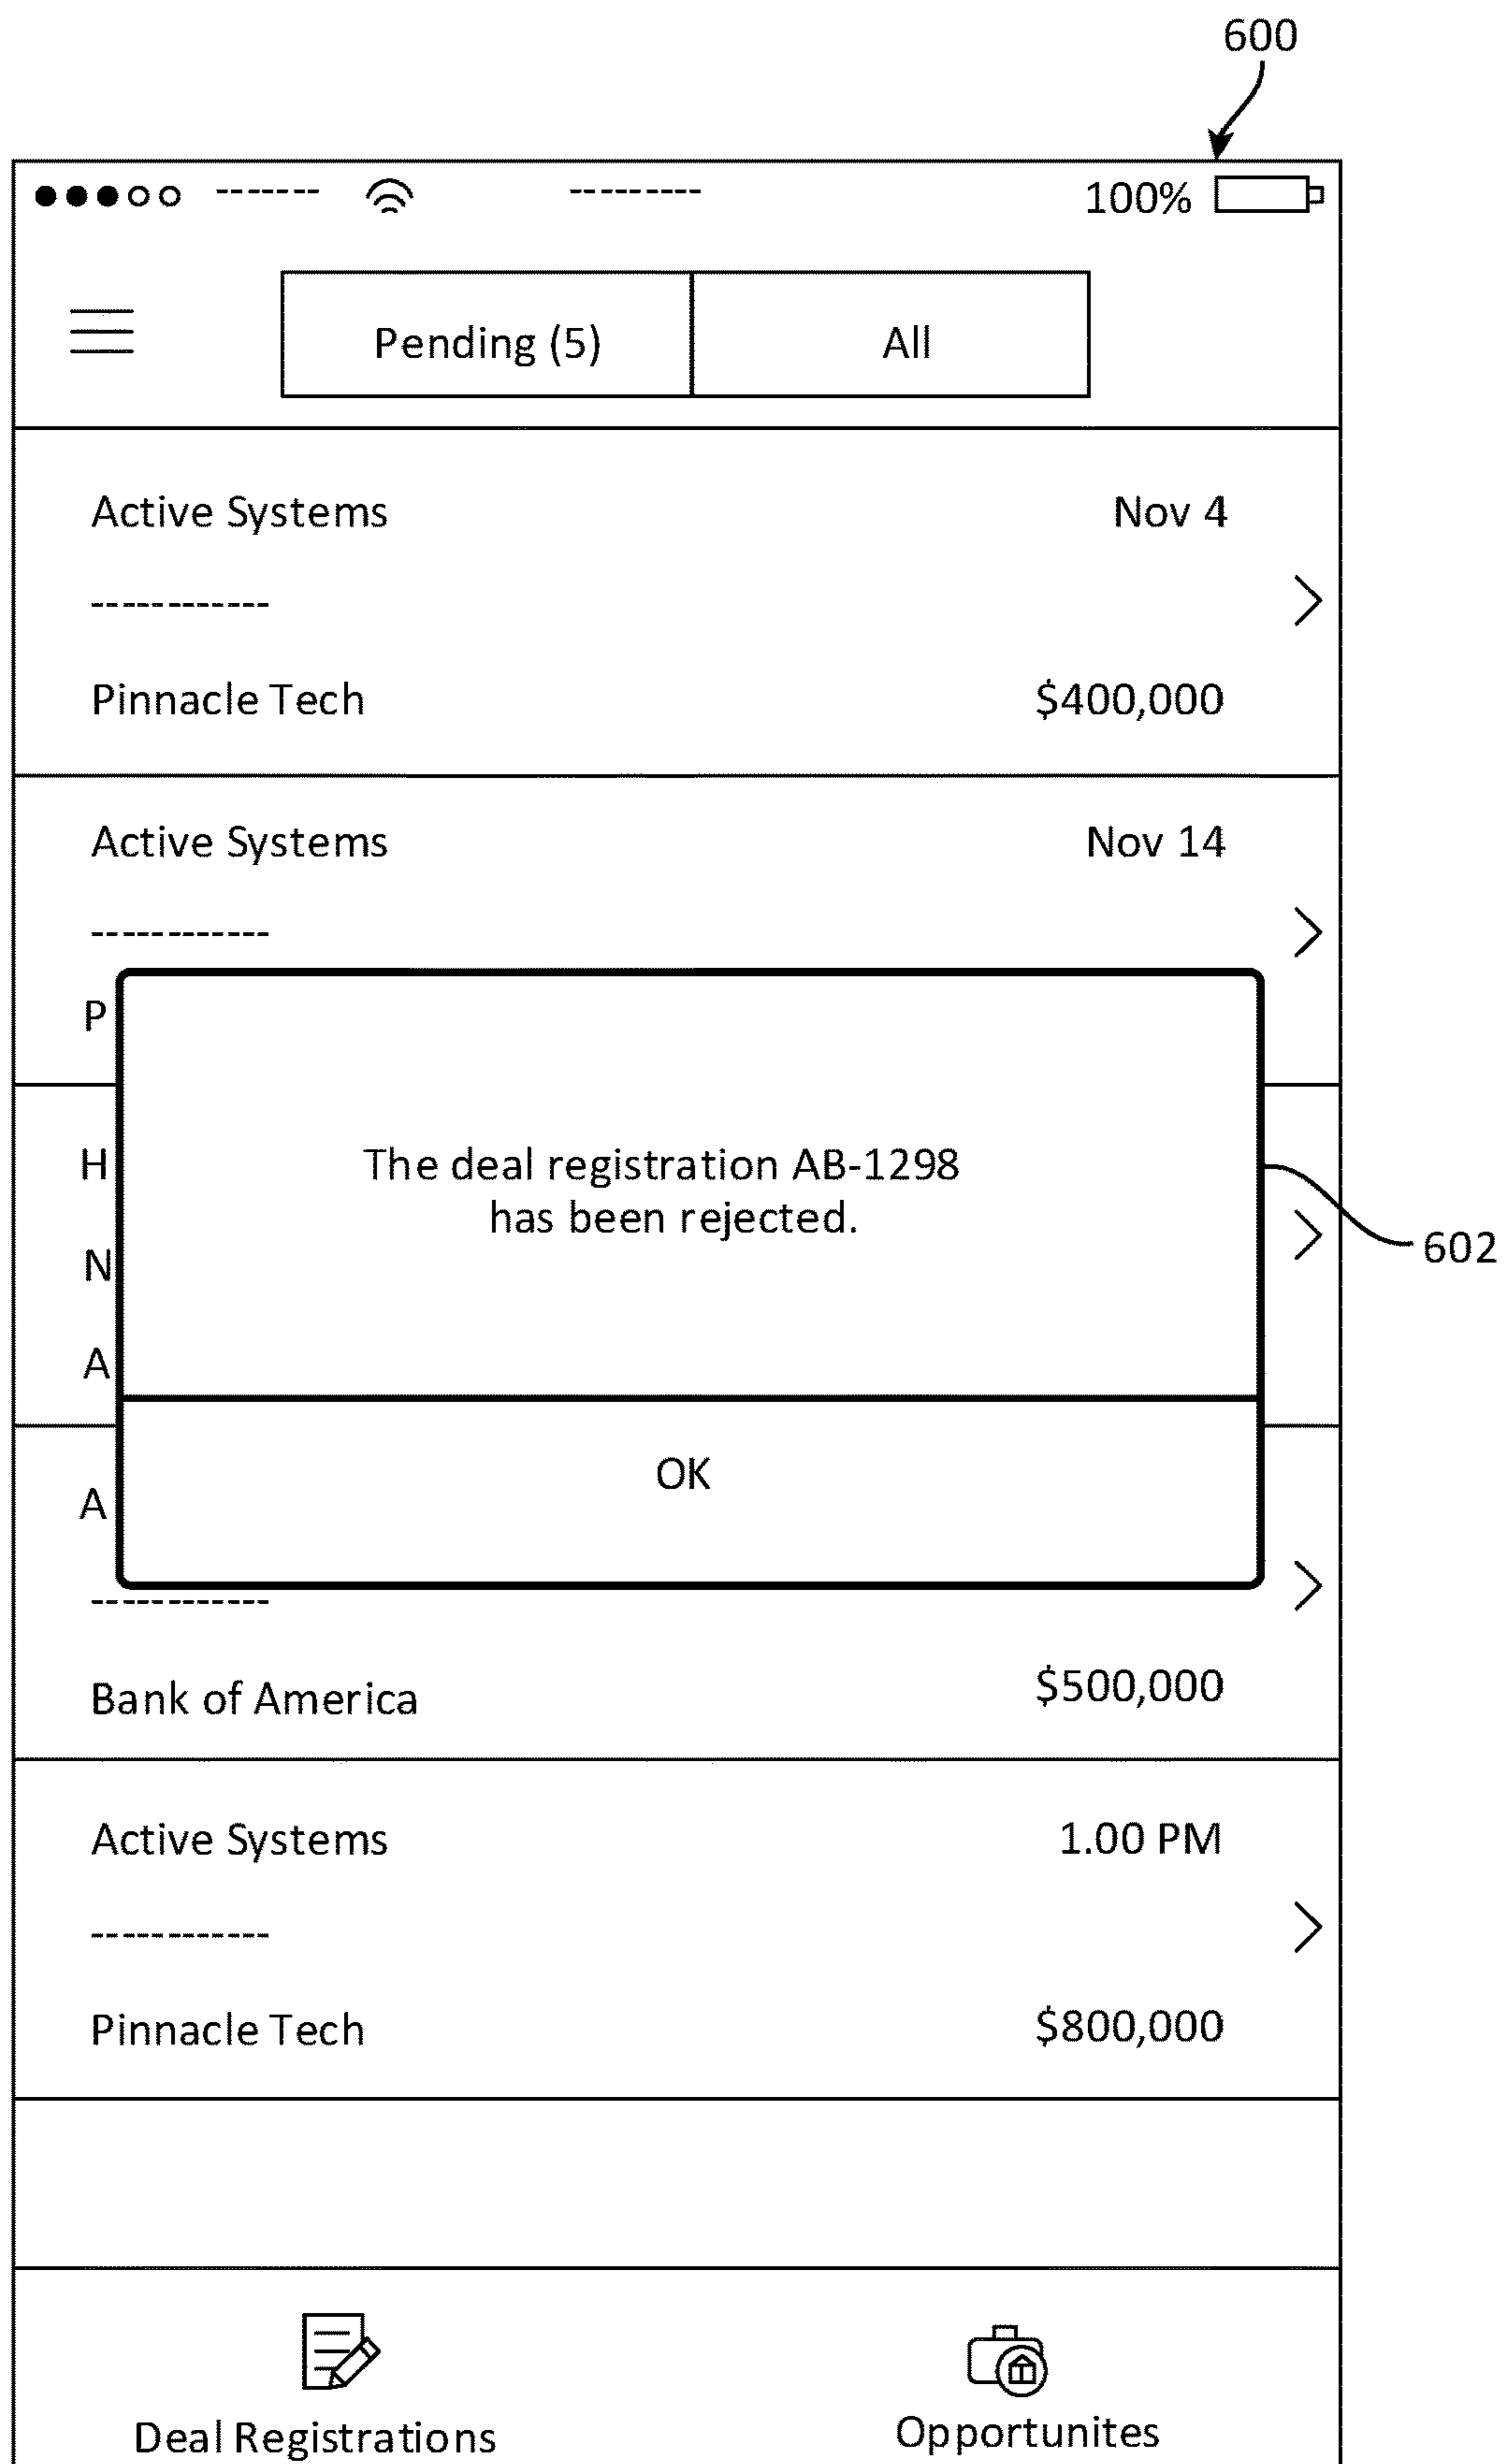 600
100%
Pending (5) All
Active Systems Nov 4
Pinnacle Tech $400,000
Active Systems Nov 14
P
H
The deal registration AB-1298
has been rejected.
N
602
A
OK
A
Bank of America $500,000
Active Systems 1.00 PM
Pinnacle Tech $800,000
Deal Registrations Opportunites